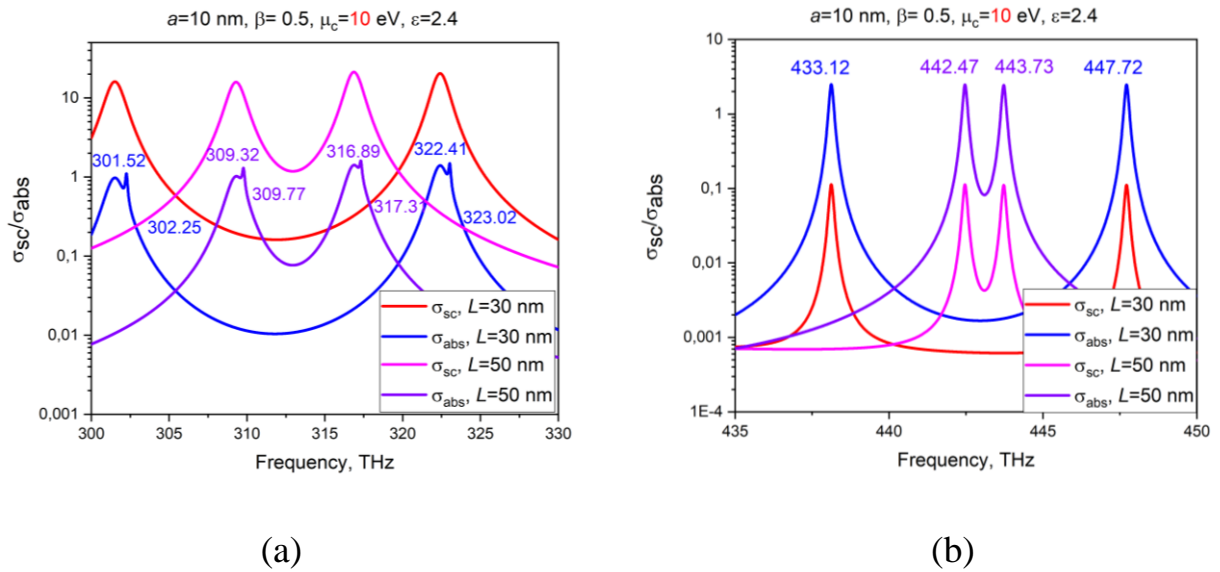 a=10 nm, β= 0.5, μc=10 eV, ε=2.4
σsc/σabs
10
1
0,1
0,01
0,001
301.52
302.25
309.32
309.77
316.89
317.31
322.41
323.02
σsc, L=30 nm
σabs, L=30 nm
σsc, L=50 nm
σabs, L=50 nm
300 305 310 315 320 325 330
Frequency, THz
(a)
a=10 nm, β= 0.5, μc=10 eV, ε=2.4
σsc/σabs
10
1
0,1
0,01
0,001
1E-4
433.12
442.47
443.73
447.72
σsc, L=30 nm
σabs, L=30 nm
σsc, L=50 nm
σabs, L=50 nm
435 440 445 450
Frequency, THz
(b)